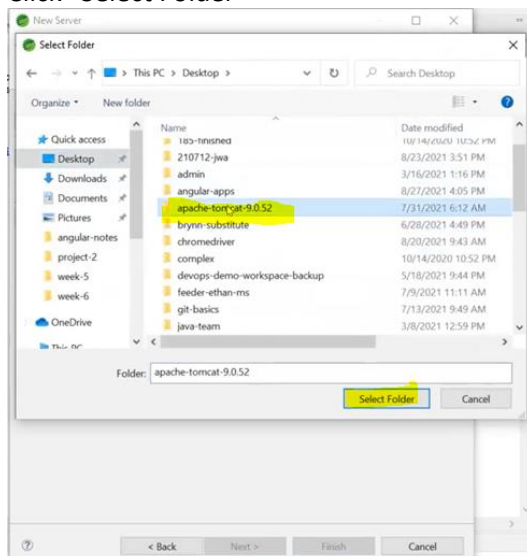 New Server
Select Folder
This PC > Desktop >
Search Desktop
Organize
New folder
Name
Date modified
Quick access
Desktop
Downloads
Documents
Pictures
angular-notes
project-2
week-5
week-6
OneDrive
This PC
185-finished 10/14/2020 10:52 PM
210712-jwa 8/23/2021 3:51 PM
admin 3/16/2021 1:16 PM
angular-apps 8/27/2021 4:05 PM
apache-tomcat-9.0.52 7/31/2021 6:12 AM
brynn-substitute 6/28/2021 4:49 PM
chromedriver 8/20/2021 9:43 AM
complex 10/14/2020 10:52 PM
devops-demo-workspace-backup 5/18/2021 9:44 PM
feeder-ethan-ms 7/9/2021 11:11 AM
git-basics 7/13/2021 9:49 AM
java-team 3/8/2021 12:59 PM
Folder: apache-tomcat-9.0.52
Select Folder Cancel
< Back Next > Finish Cancel